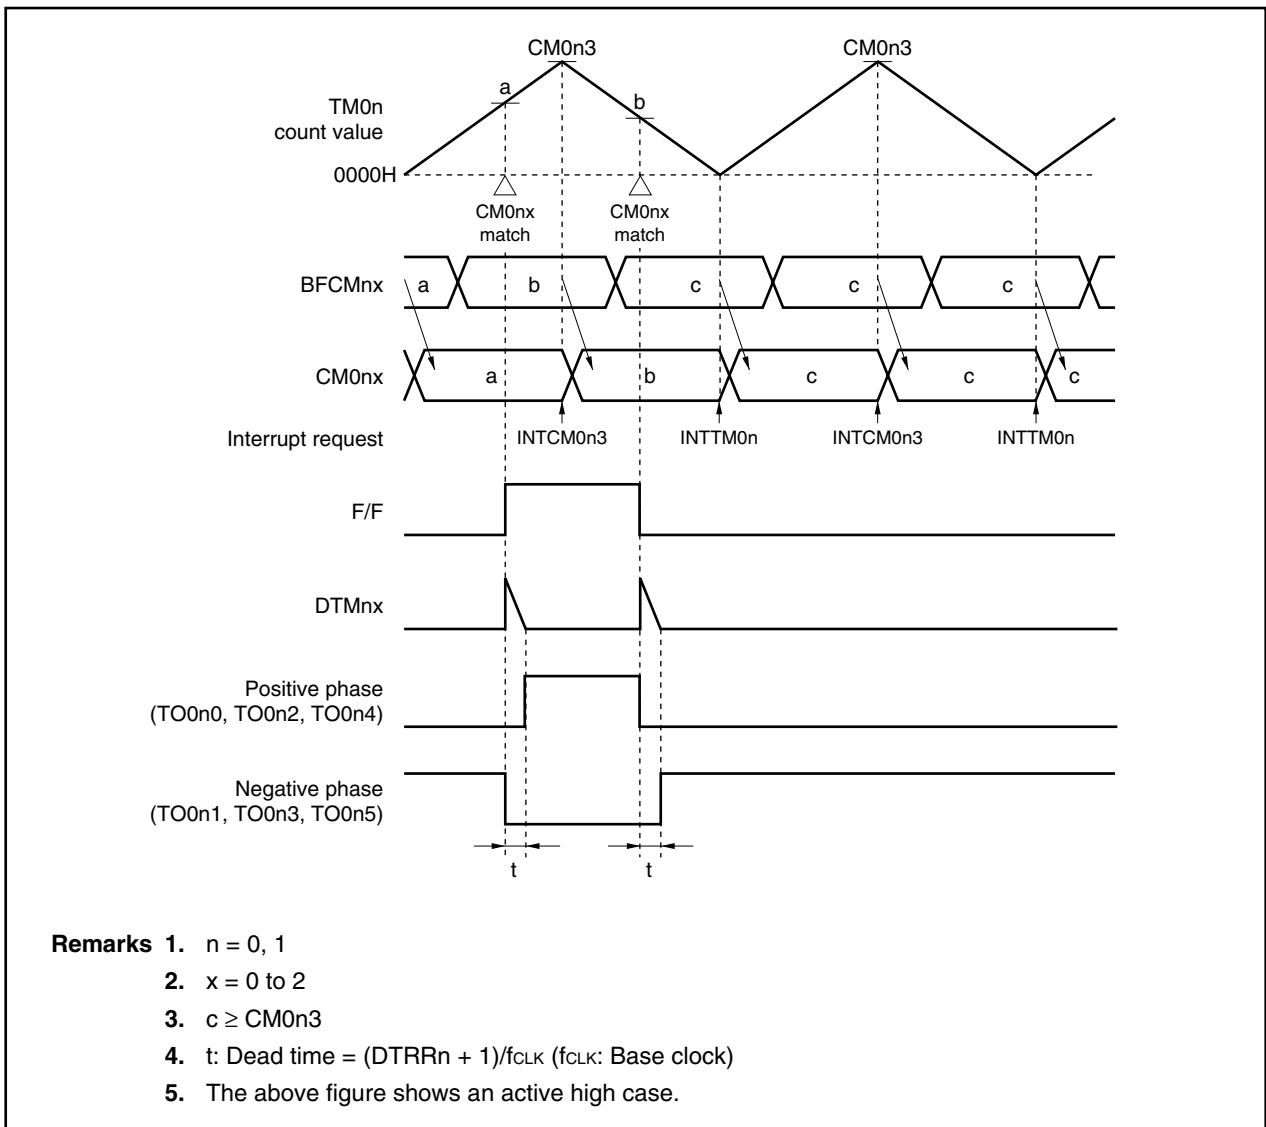 CM0n3 CM0n3
a
b
TM0n
count value
0000H
CM0nx
match
CM0nx
match
BFCMnx a b c c c
CM0nx a b c c c
Interrupt request INTCM0n3 INTTM0n INTCM0n3 INTTM0n
F/F
DTMnx
Positive phase
(TO0n0, TO0n2, TO0n4)
Negative phase
(TO0n1, TO0n3, TO0n5)
t t
Remarks 1. n = 0, 1
2. x = 0 to 2
3. c ≥ CM0n3
4. t: Dead time = (DTRRn + 1)/fCLK (fCLK: Base clock)
5. The above figure shows an active high case.